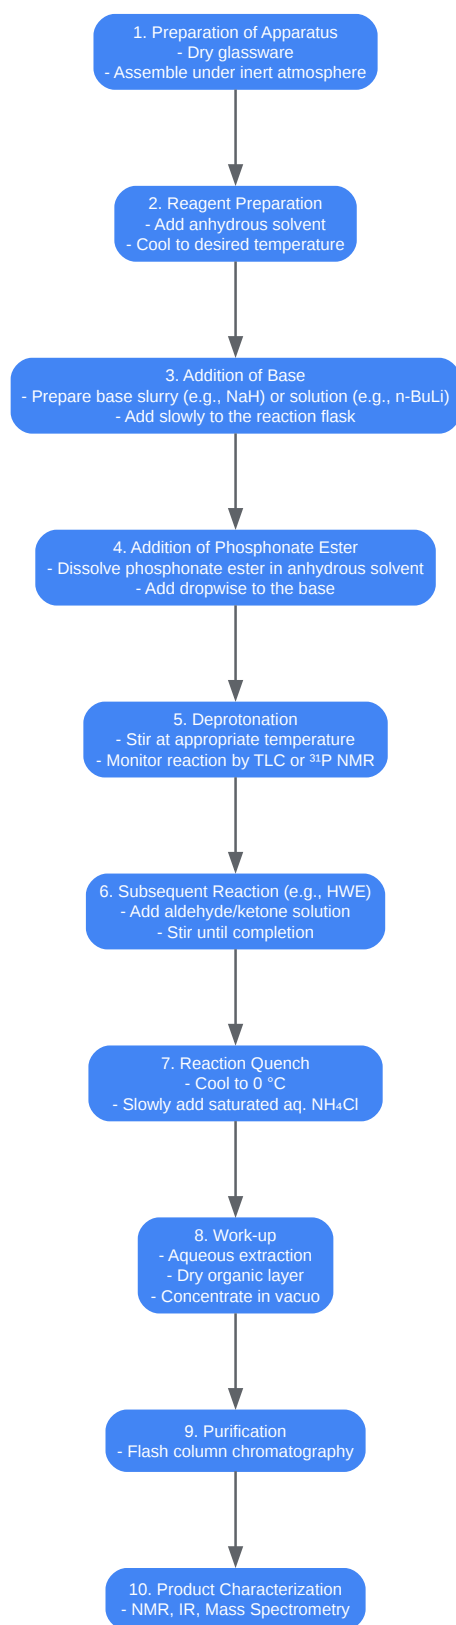 1. Preparation of Apparatus
- Dry glassware
- Assemble under inert atmosphere
2. Reagent Preparation
- Add anhydrous solvent
- Cool to desired temperature
3. Addition of Base
- Prepare base slurry (e.g., NaH) or solution (e.g., n-BuLi)
- Add slowly to the reaction flask
4. Addition of Phosphonate Ester
- Dissolve phosphonate ester in anhydrous solvent
- Add dropwise to the base
5. Deprotonation
- Stir at appropriate temperature
- Monitor reaction by TLC or ³¹P NMR
6. Subsequent Reaction (e.g., HWE)
- Add aldehyde/ketone solution
- Stir until completion
7. Reaction Quench
- Cool to 0 °C
- Slowly add saturated aq. NH₄Cl
8. Work-up
- Aqueous extraction
- Dry organic layer
- Concentrate in vacuo
9. Purification
- Flash column chromatography
10. Product Characterization
- NMR, IR, Mass Spectrometry